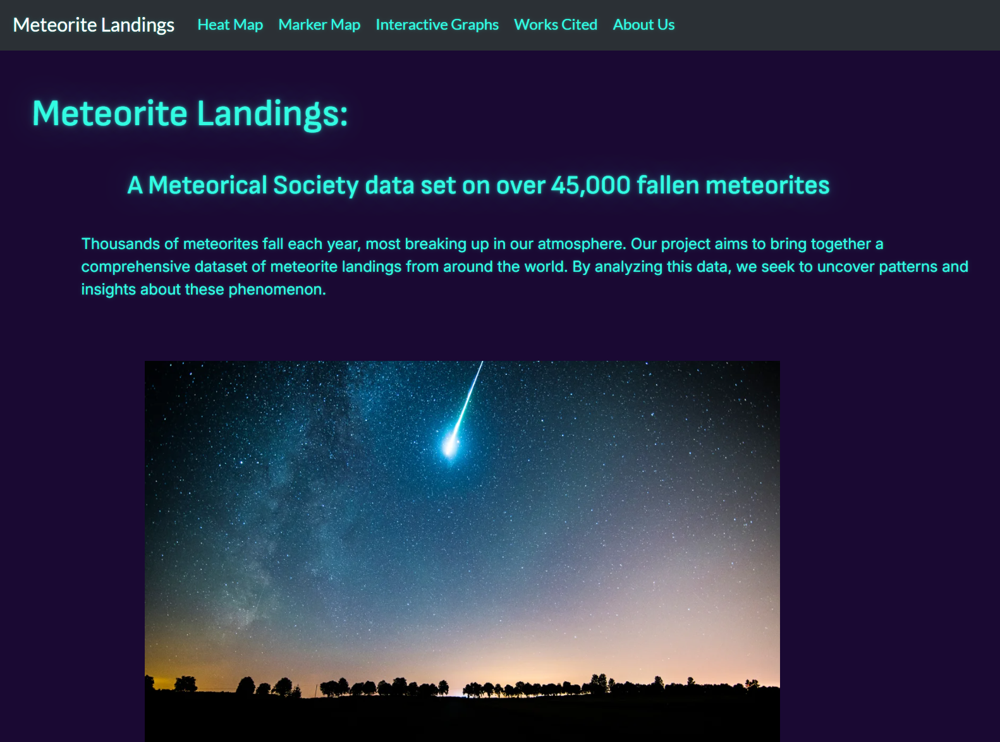 Meteorite Landings Heat Map Marker Map Interactive Graphs Works Cited About Us
Meteorite Landings:
A Meteorical Society data set on over 45,000 fallen meteorites
Thousands of meteorites fall each year, most breaking up in our atmosphere. Our project aims to bring together a
comprehensive dataset of meteorite landings from around the world. By analyzing this data, we seek to uncover patterns and
insights about these phenomenon.